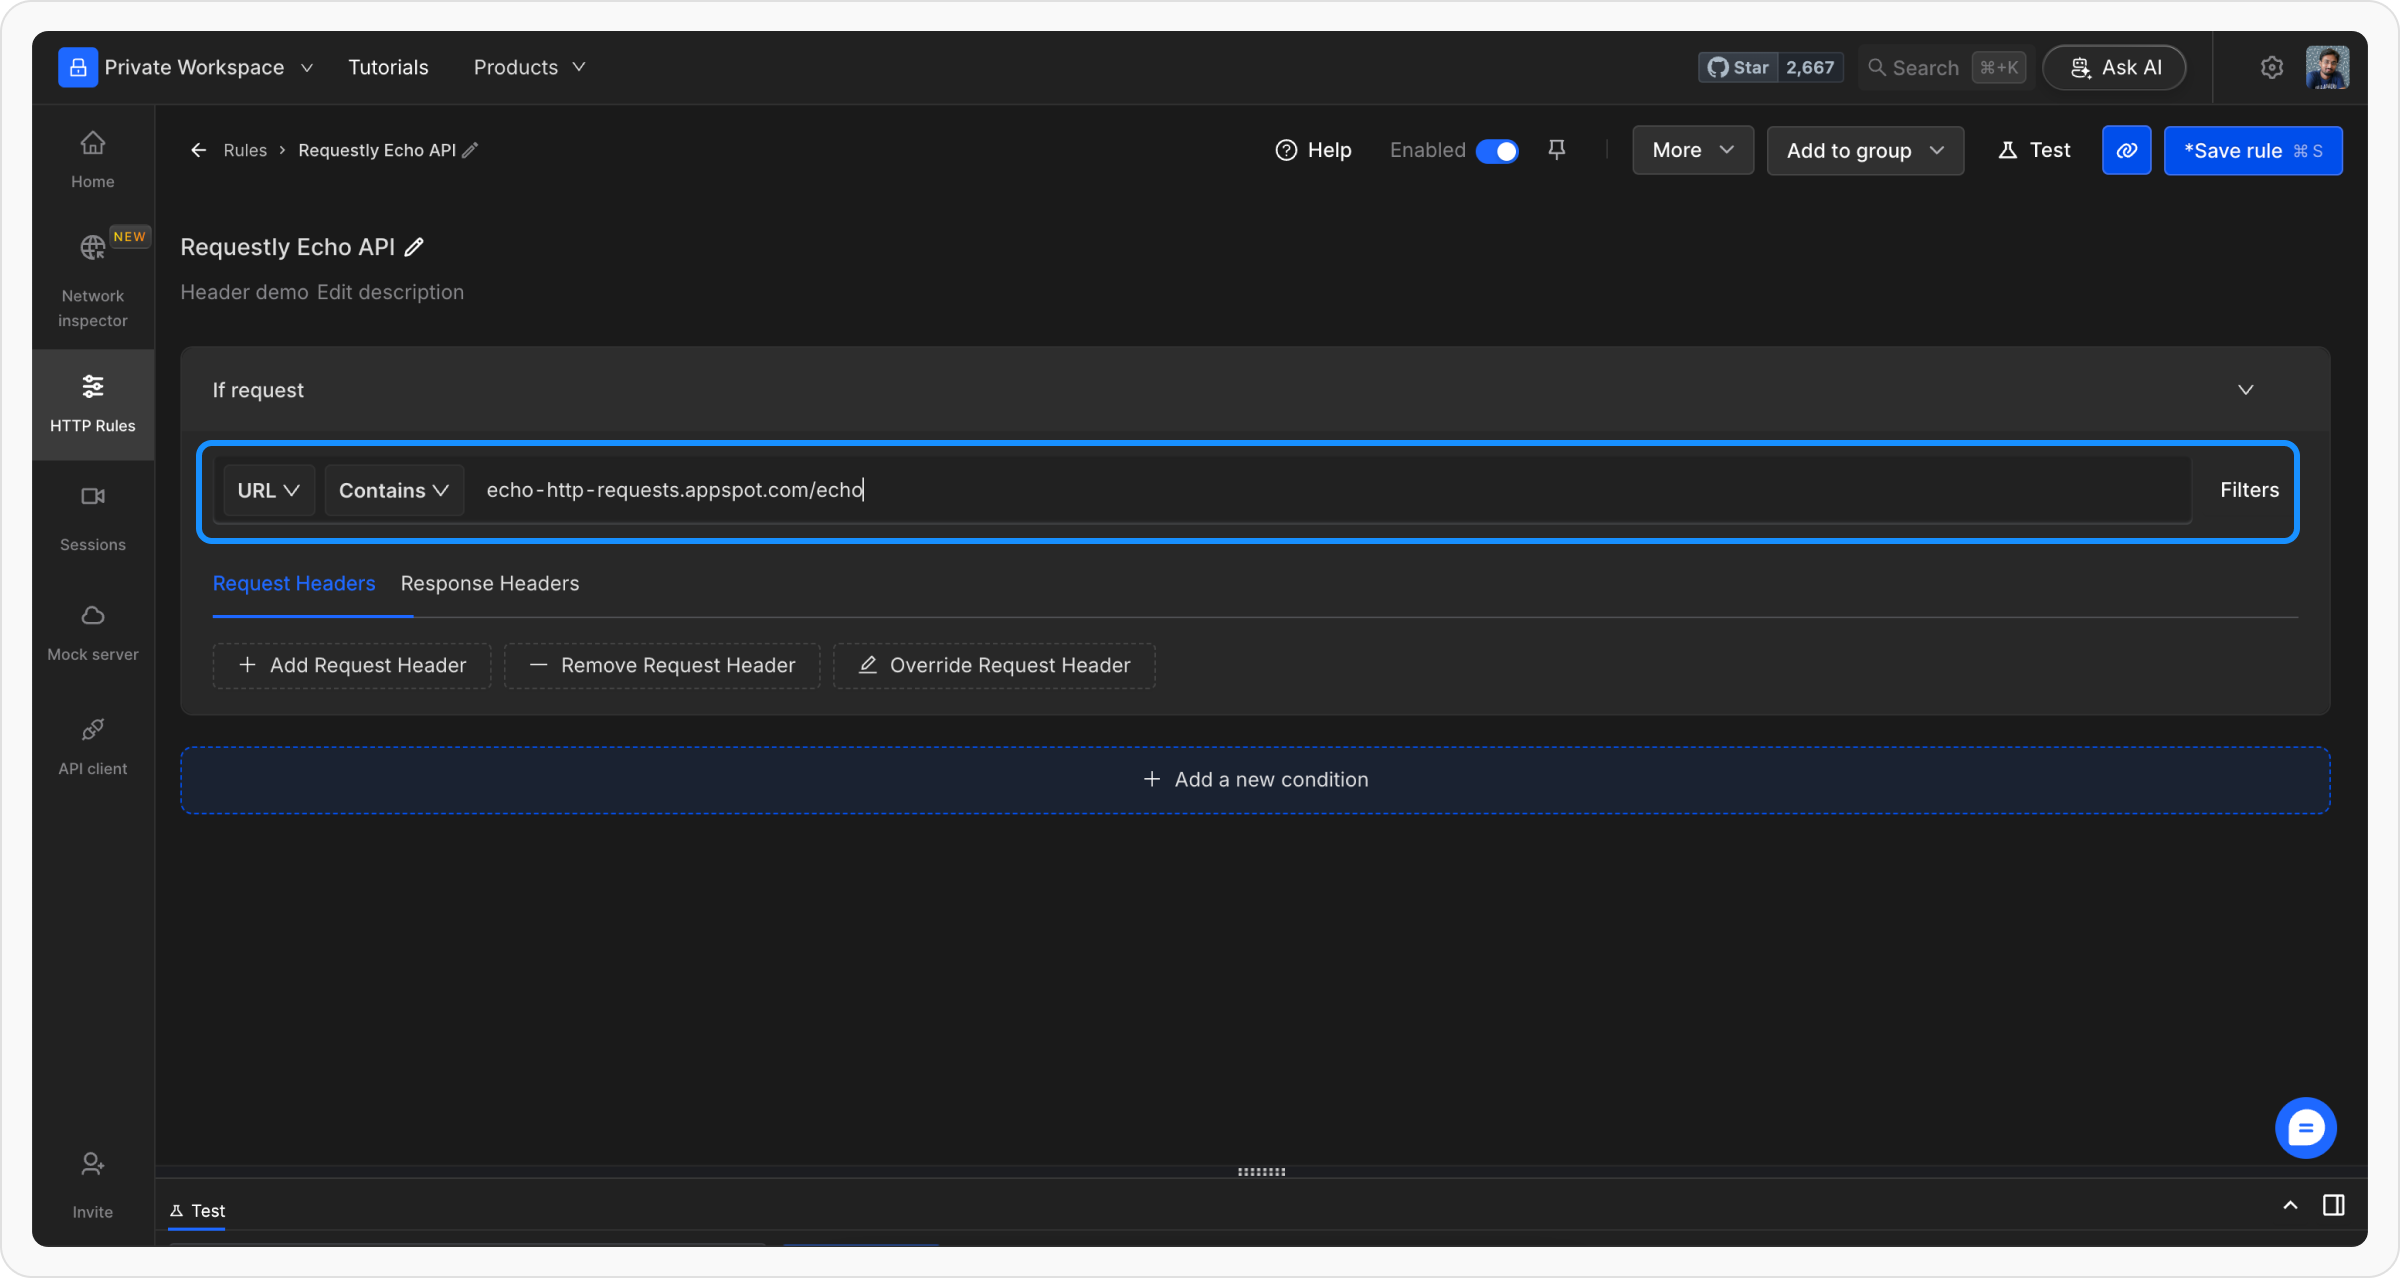 Private Workspace Tutorials Products Star 2,667 Search ⌘+K Ask AI
Rules > Requestly Echo API Help Enabled More Add to group Test *Save rule ⌘ S
Home
NEW
Network
inspector
HTTP Rules
Sessions
Mock server
API client
Invite
Requestly Echo API
Header demo Edit description
If request
URL Contains echo-http-requests.appspot.com/echo Filters
Request Headers Response Headers
+ Add Request Header — Remove Request Header Override Request Header
+ Add a new condition
Test